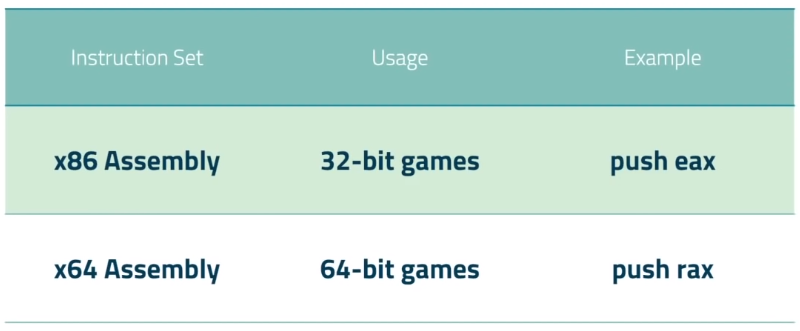 Instruction Set Usage Example
x86 Assembly 32-bit games push eax
x64 Assembly 64-bit games push rax